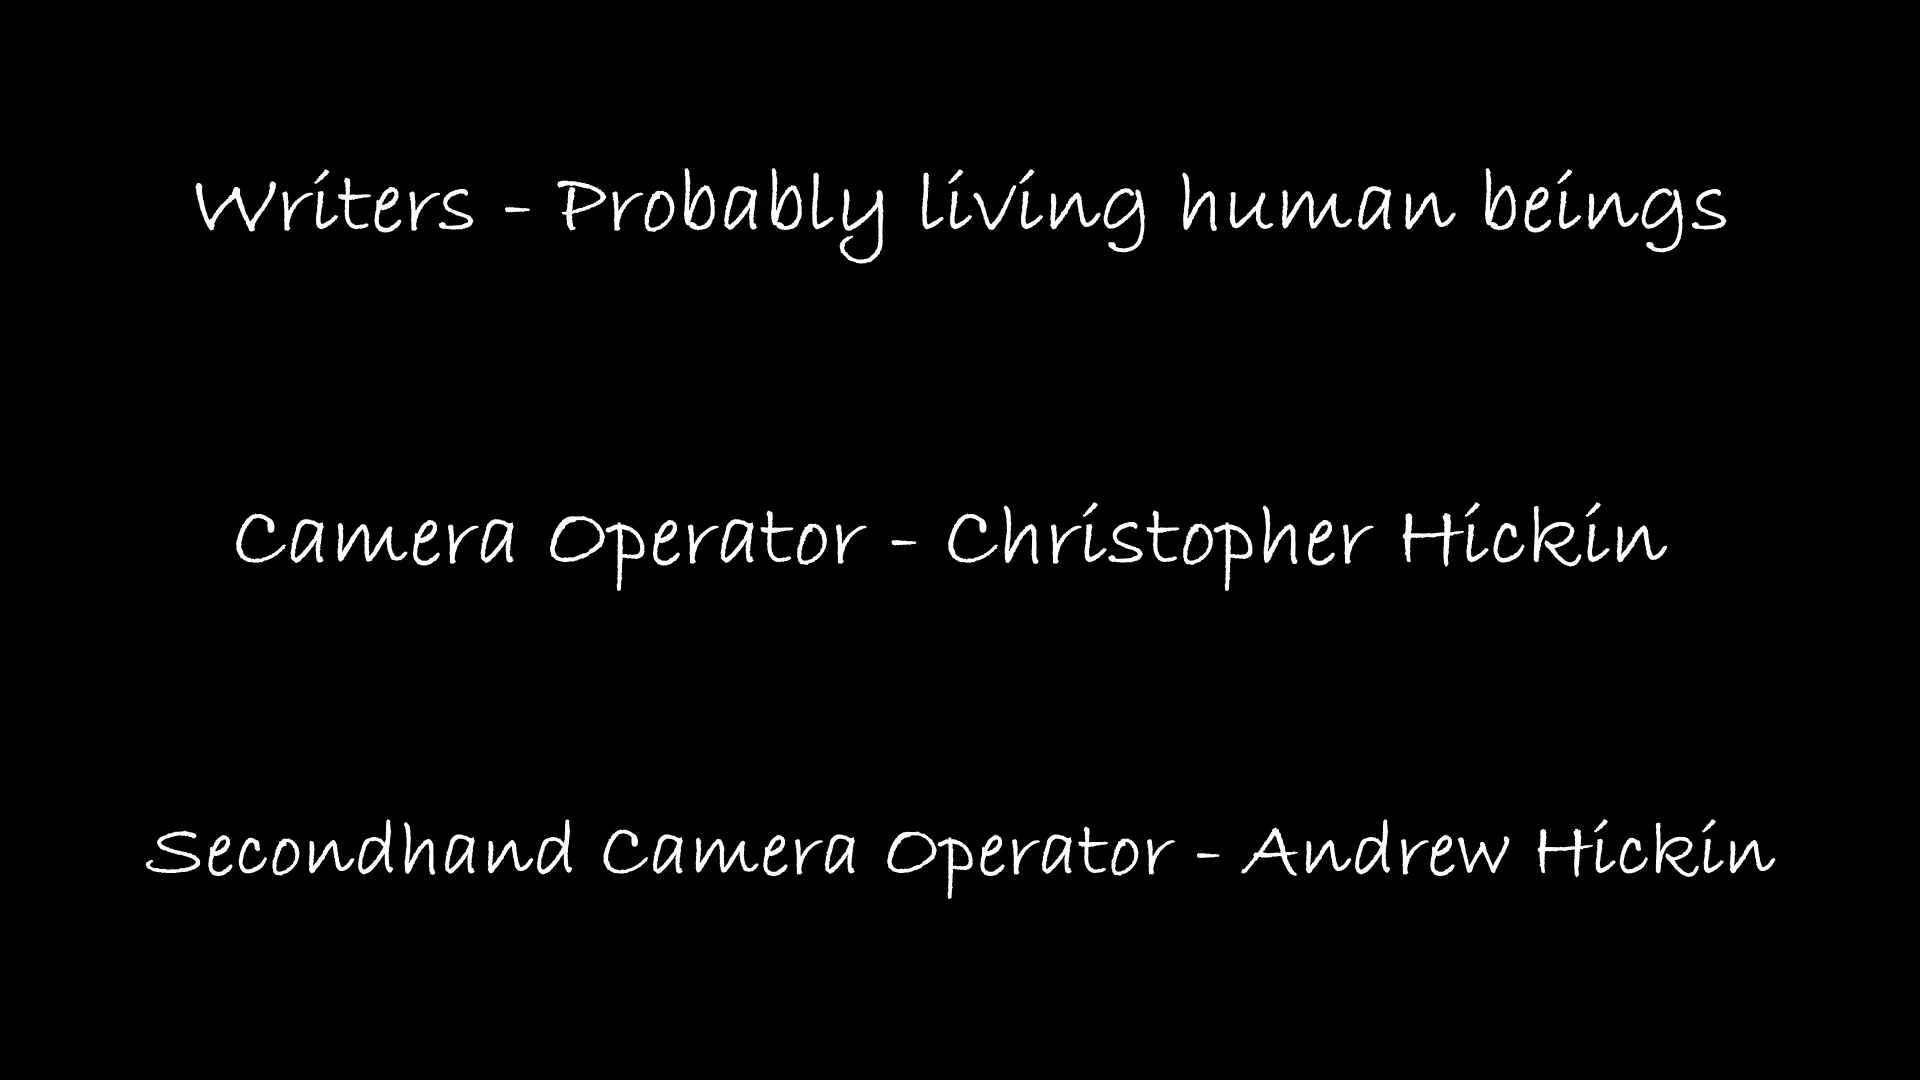 Writers - Probably living human beings
Camera Operator - Christopher Hickin
Secondhand Camera Operator - Andrew Hickin